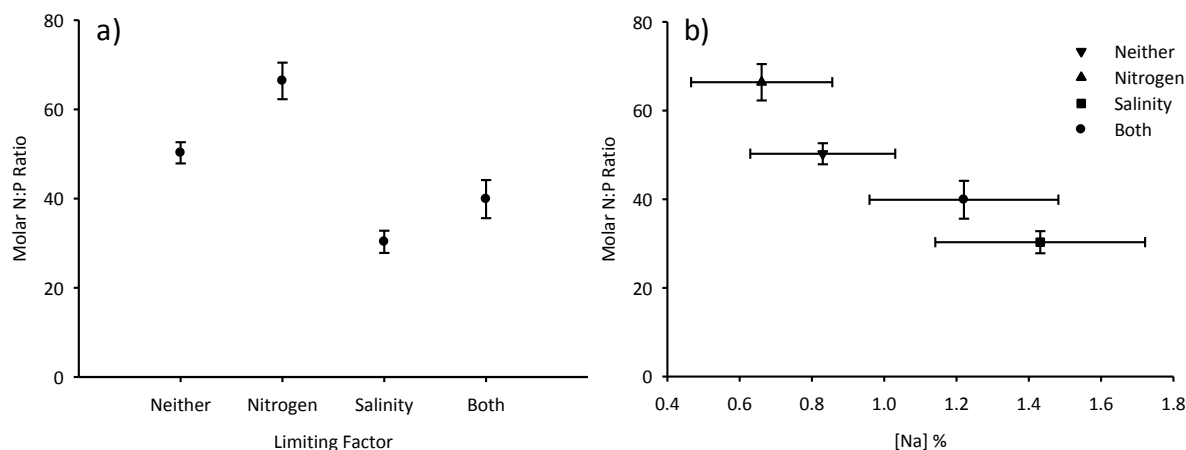 a)
80
60
40
20
0
Molar N:P Ratio
Neither Nitrogen Salinity Both
Limiting Factor
b)
80
60
40
20
0
Molar N:P Ratio
0.4 0.6 0.8 1.0 1.2 1.4 1.6 1.8
[Na] %
Neither
Nitrogen
Salinity
Both